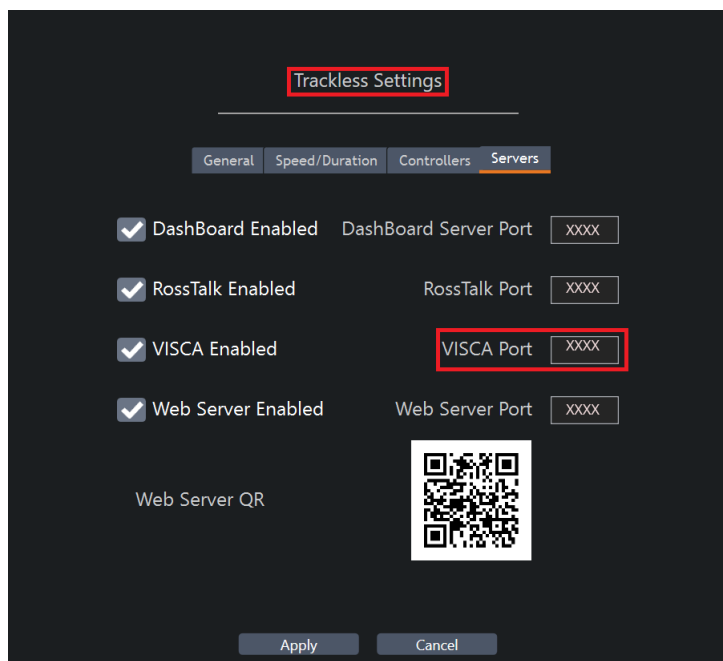 Trackless Settings
General Speed/Duration Controllers Servers
DashBoard Enabled DashBoard Server Port XXXX
RossTalk Enabled RossTalk Port XXXX
VISCA Enabled VISCA Port XXXX
Web Server Enabled Web Server Port XXXX
Web Server QR
Apply Cancel